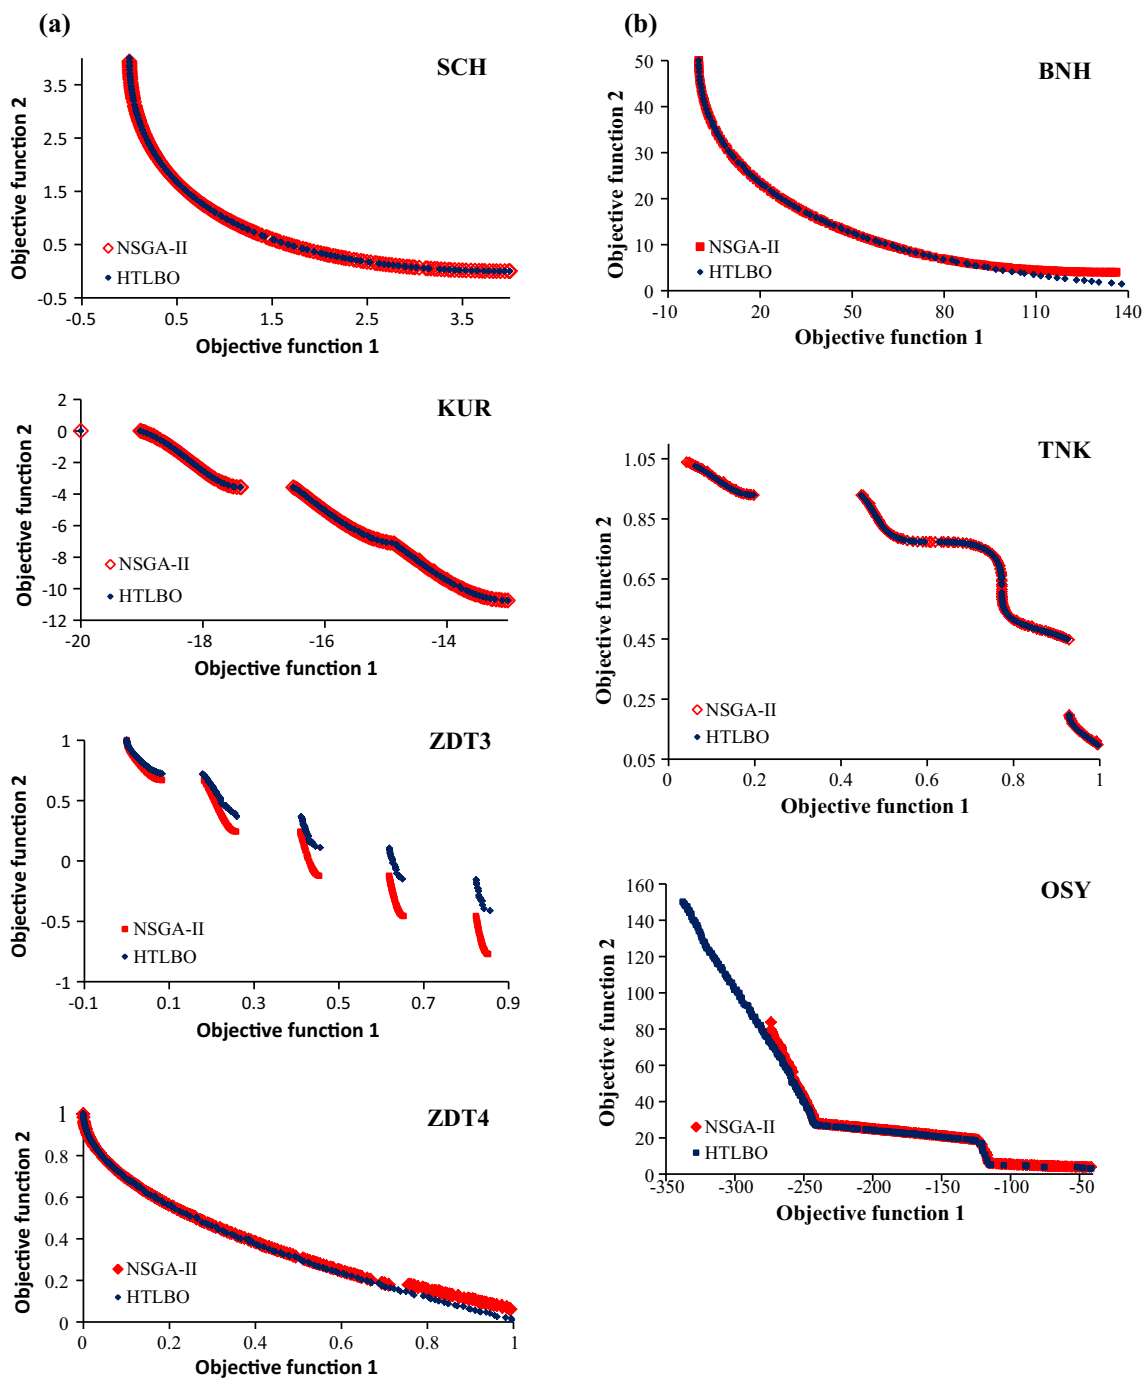 (a)
SCH
Objective function 2
3.5
2.5
1.5
0.5
-0.5
NSGA-II
HTLBO
-0.5 0.5 1.5 2.5 3.5
Objective function 1
KUR
Objective function 2
2
0
-2
-4
-6
-8
-10
-12
NSGA-II
HTLBO
-20 -18 -16 -14
Objective function 1
ZDT3
Objective function 2
1
0.5
0
-0.5
-1
NSGA-II
HTLBO
-0.1 0.1 0.3 0.5 0.7 0.9
Objective function 1
ZDT4
Objective function 2
1
0.8
0.6
0.4
0.2
0
NSGA-II
HTLBO
0 0.2 0.4 0.6 0.8 1
Objective function 1
(b)
BNH
Objective function 2
50
40
30
20
10
0
NSGA-II
HTLBO
-10 20 50 80 110 140
Objective function 1
TNK
Objective function 2
1.05
0.85
0.65
0.45
0.25
0.05
NSGA-II
HTLBO
0 0.2 0.4 0.6 0.8 1
Objective function 1
OSY
Objective function 2
160
140
120
100
80
60
40
20
0
NSGA-II
HTLBO
-350 -300 -250 -200 -150 -100 -50
Objective function 1